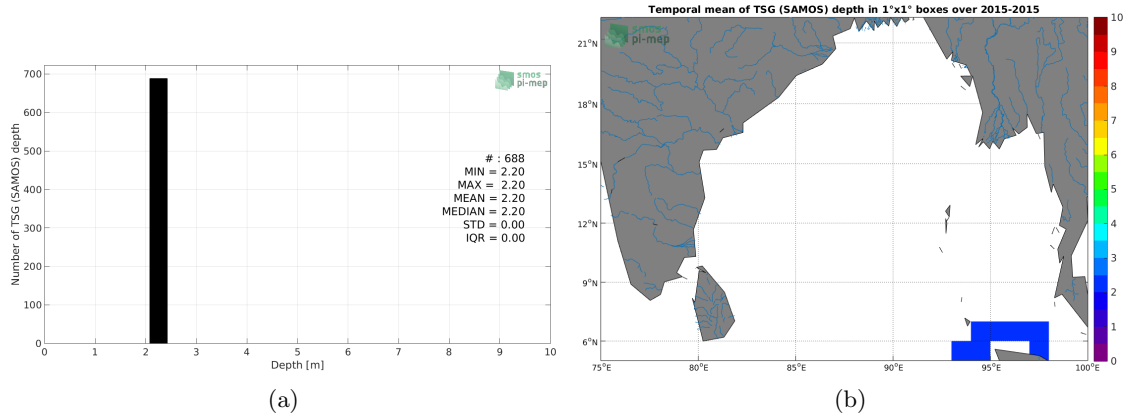 700
600
500
400
300
200
100
0
Number of TSG (SAMOS) depth
smos
pi-mep
# : 688
MIN = 2.20
MAX = 2.20
MEAN = 2.20
MEDIAN = 2.20
STD = 0.00
IQR = 0.00
0 1 2 3 4 5 6 7 8 9 10
Depth [m]
(a)
Temporal mean of TSG (SAMOS) depth in 1°x1° boxes over 2015-2015
smos
pi-mep
21°N
18°N
15°N
12°N
9°N
6°N
75°E 80°E 85°E 90°E 95°E 100°E
10
9
8
7
6
5
4
3
2
1
0
(b)